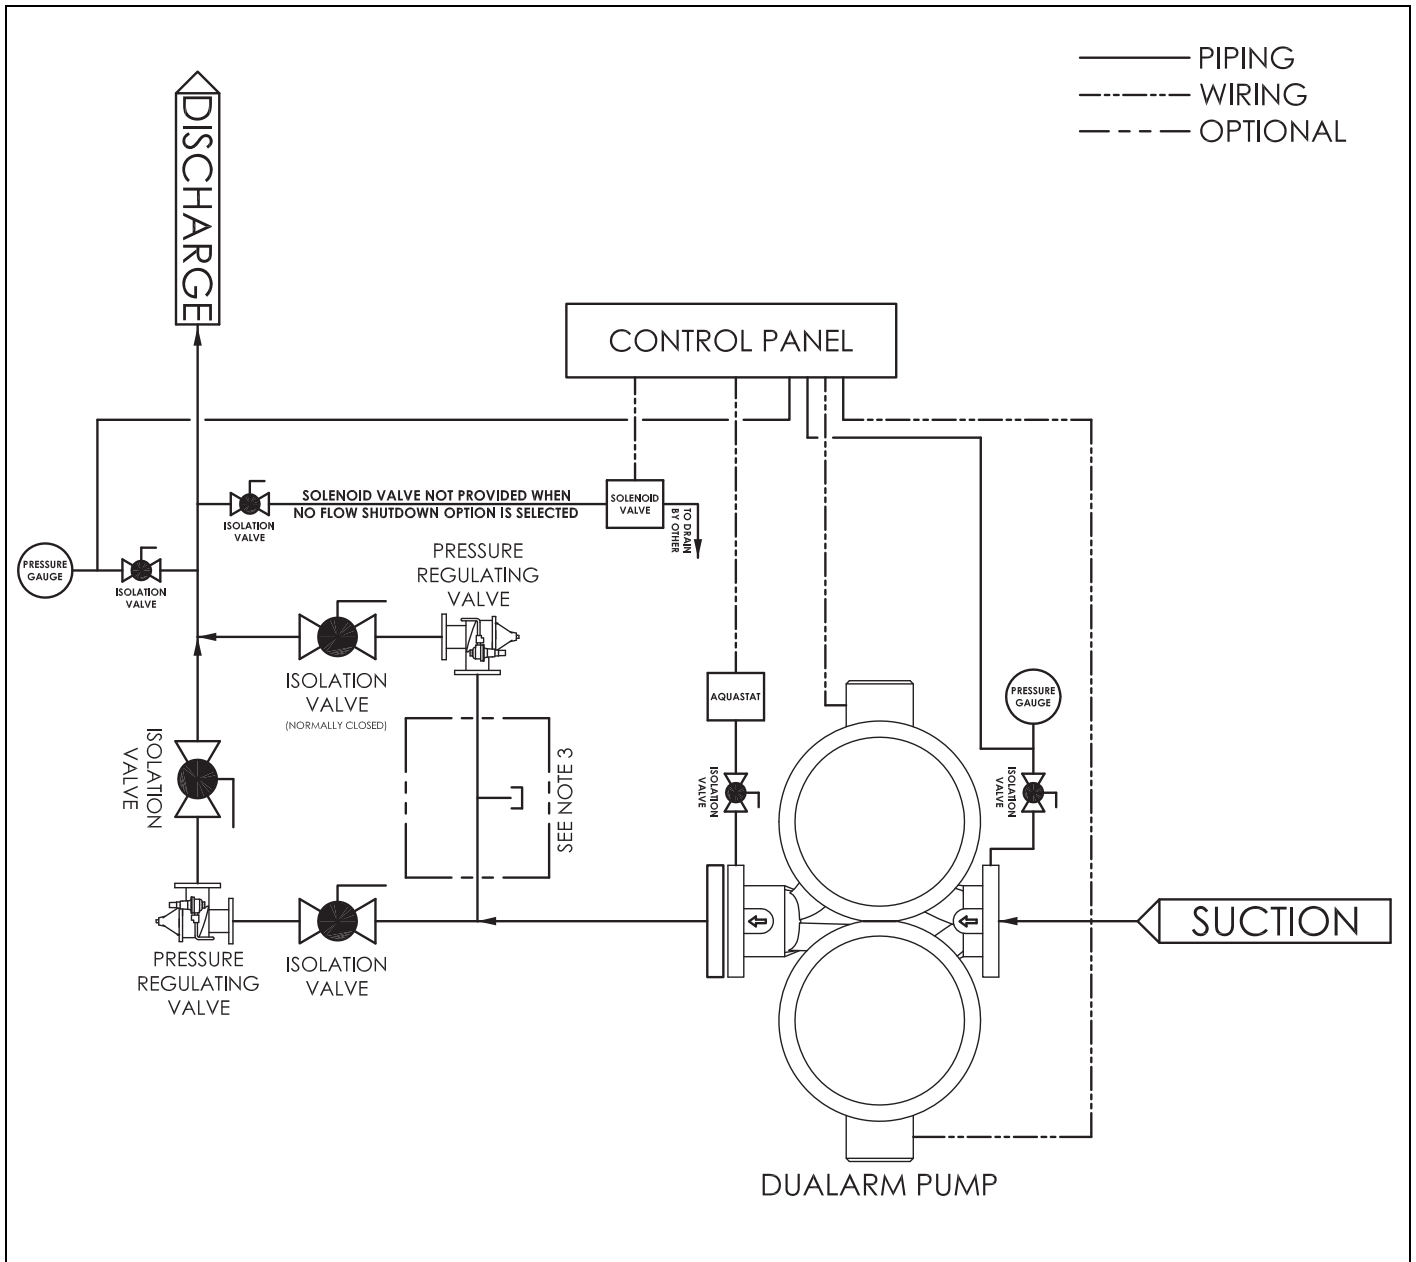 PIPING
WIRING
OPTIONAL
DISCHARGE
CONTROL PANEL
SOLENOID VALVE NOT PROVIDED WHEN
NO FLOW SHUTDOWN OPTION IS SELECTED
SOLENOID
VALVE
TO DRAIN
BY OTHER
ISOLATION
VALVE
PRESSURE
GAUGE
ISOLATION
VALVE
PRESSURE
REGULATING
VALVE
ISOLATION
VALVE
(NORMALLY CLOSED)
ISOLATION
VALVE
SEE NOTE 3
AQUASTAT
ISOLATION
VALVE
PRESSURE
GAUGE
ISOLATION
VALVE
SUCTION
PRESSURE
REGULATING
VALVE
ISOLATION
VALVE
DUALARM PUMP